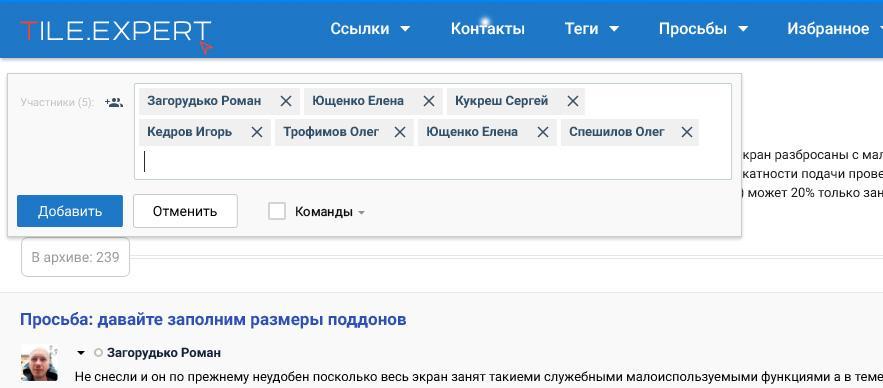 TILE.EXPERT
Ссылки Контакты Теги Просьбы Избранное
Участники (5): Загорудько Роман Ющенко Елена Кукреш Сергей
Кедров Игорь Трофимов Олег Ющенко Елена Спешилов Олег
кран разбросаны с мал
катности подачи прове
) может 20% только зан
Добавить Отменить Команды
В архиве: 239
Просьба: давайте заполним размеры поддонов
Загорудько Роман
Не снесли и он по прежнему неудобен поскольку весь экран занят такиеми служебными малоиспользуемыми функциями а в теме